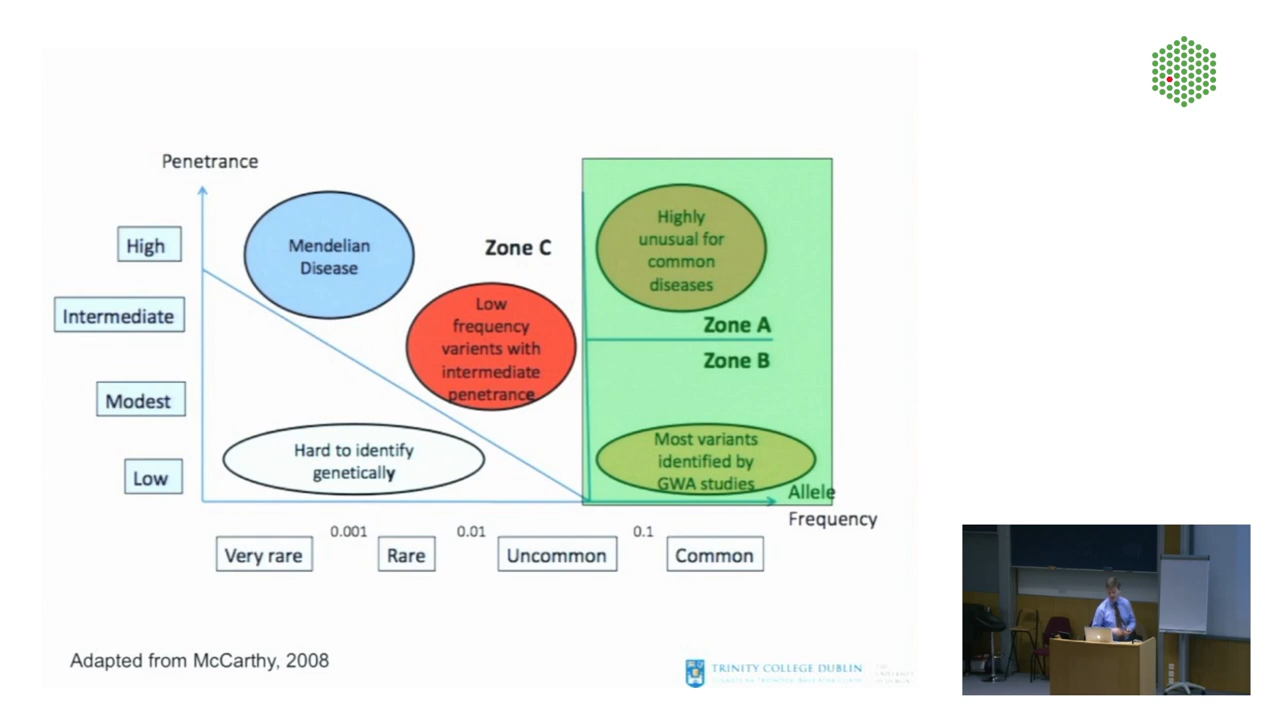 Penetrance
High
Intermediate
Modest
Low
Mendelian
Disease
Zone C
Low
frequency
varients with
intermediate
penetrance
Highly
unusual for
common
diseases
Zone A
Zone B
Hard to identify
genetically
Most variants
identified by
GWA studies
Allele
Frequency
0.001
0.01
0.1
Very rare
Rare
Uncommon
Common
Adapted from McCarthy, 2008
TRINITY COLLEGE DUBLIN